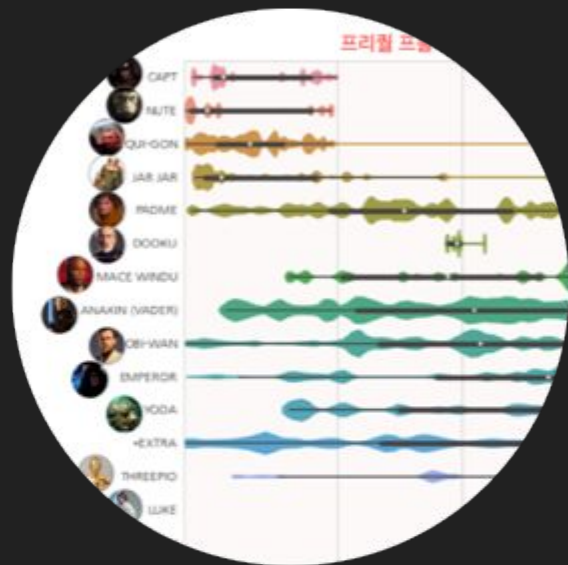 프리퀄
CAPT
NUTE
QUI-GON
JAR JAR
PADME
DOOKU
MACE WINDU
ANAKIN (VADER)
OBI-WAN
EMPEROR
YODA
+EXTRA
THREEPIO
LUKE